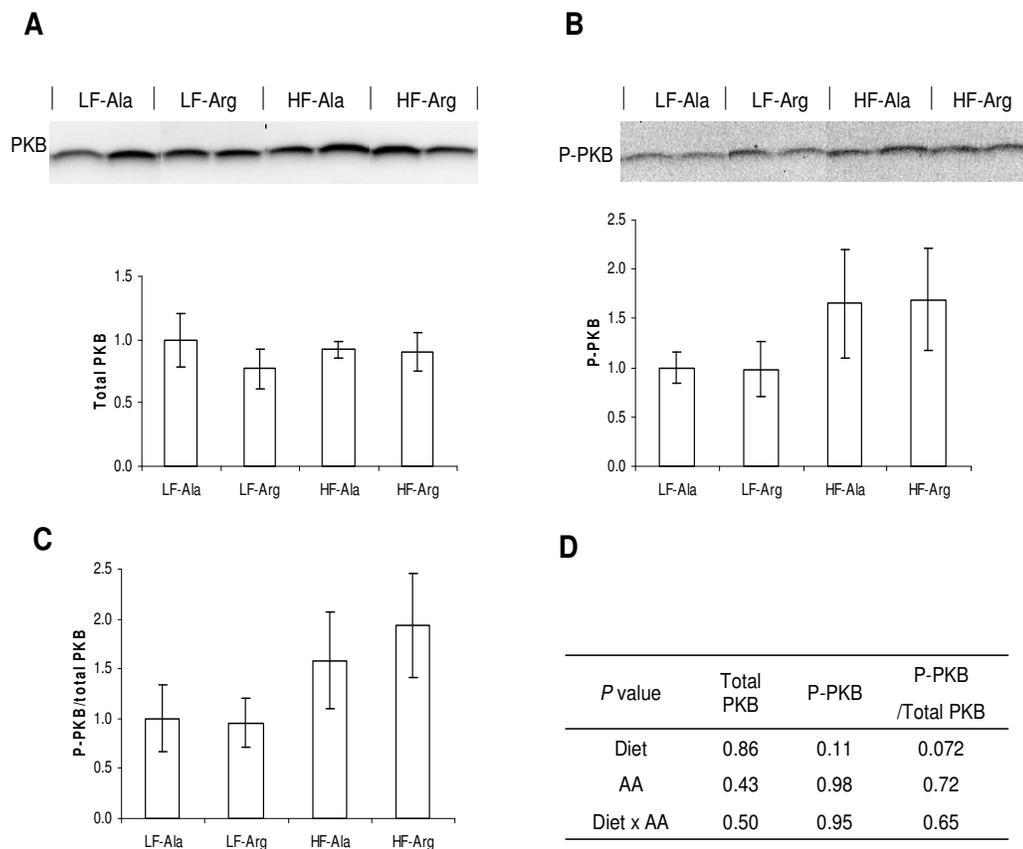 A
LF-Ala LF-Arg HF-Ala HF-Arg
PKB
1.5
1.0
0.5
0.0
Total PKB
LF-Ala LF-Arg HF-Ala HF-Arg
B
LF-Ala LF-Arg HF-Ala HF-Arg
P-PKB
2.5
2.0
1.5
1.0
0.5
0.0
P-PKB
LF-Ala LF-Arg HF-Ala HF-Arg
C
2.5
2.0
1.5
1.0
0.5
0.0
P-PKB/total PKB
LF-Ala LF-Arg HF-Ala HF-Arg
D
P value Total PKB P-PKB P-PKB /Total PKB
Diet 0.86 0.11 0.072
AA 0.43 0.98 0.72
Diet x AA 0.50 0.95 0.65